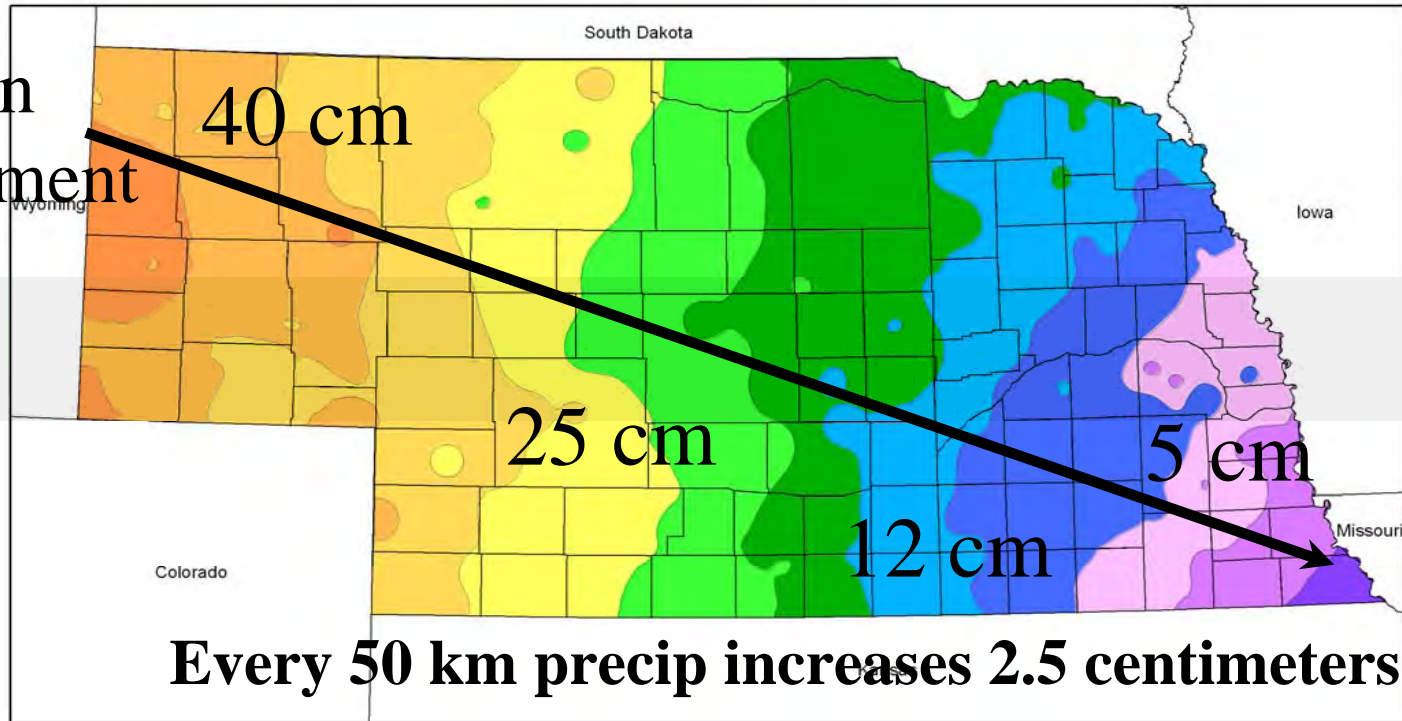 South Dakota
40 cm
Wyoming
Iowa
25 cm
5 cm
12 cm
Missouri
Colorado
Every 50 km precip increases 2.5 centimeters